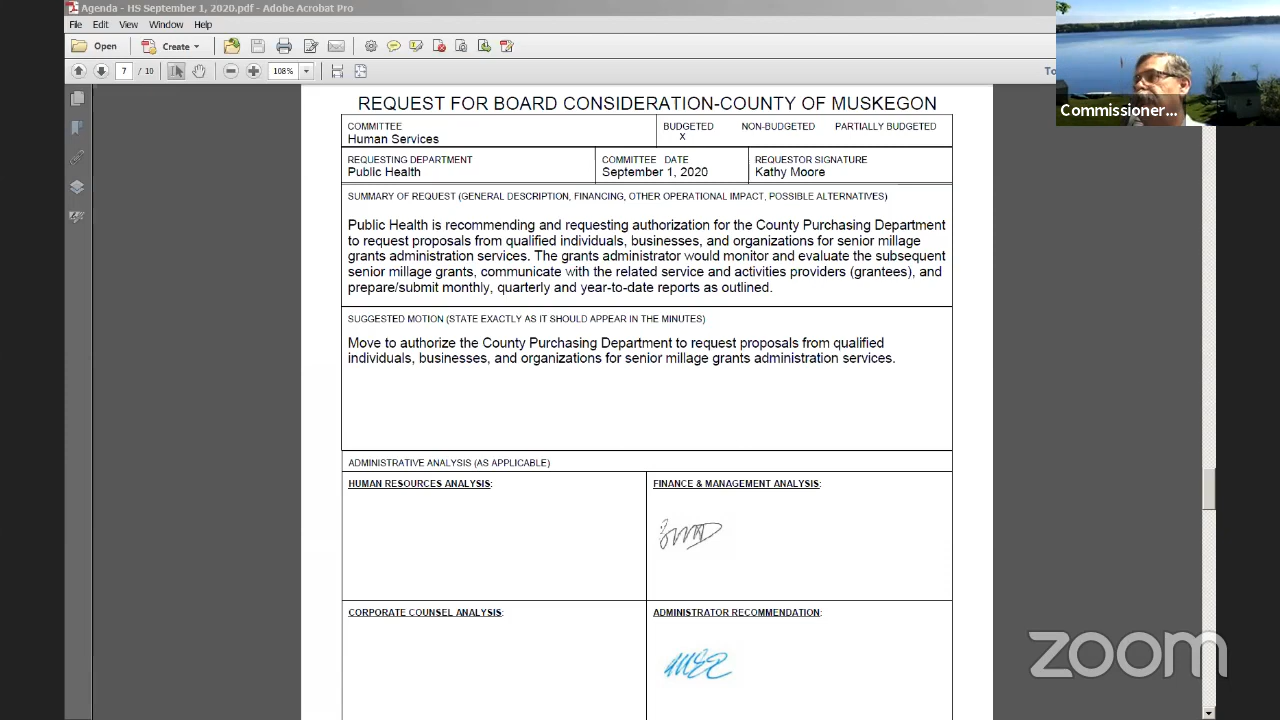 Agenda - HS September 1, 2020.pdf - Adobe Acrobat Pro
File Edit View Window Help
Open Create
7 / 10 108% To
Commissioner...
REQUEST FOR BOARD CONSIDERATION-COUNTY OF MUSKEGON
COMMITTEE
Human Services
BUDGETED NON-BUDGETED PARTIALLY BUDGETED
X
REQUESTING DEPARTMENT
Public Health
COMMITTEE DATE
September 1, 2020
REQUESTOR SIGNATURE
Kathy Moore
SUMMARY OF REQUEST (GENERAL DESCRIPTION, FINANCING, OTHER OPERATIONAL IMPACT, POSSIBLE ALTERNATIVES)
Public Health is recommending and requesting authorization for the County Purchasing Department
to request proposals from qualified individuals, businesses, and organizations for senior millage
grants administration services. The grants administrator would monitor and evaluate the subsequent
senior millage grants, communicate with the related service and activities providers (grantees), and
prepare/submit monthly, quarterly and year-to-date reports as outlined.
SUGGESTED MOTION (STATE EXACTLY AS IT SHOULD APPEAR IN THE MINUTES)
Move to authorize the County Purchasing Department to request proposals from qualified
individuals, businesses, and organizations for senior millage grants administration services.
ADMINISTRATIVE ANALYSIS (AS APPLICABLE)
HUMAN RESOURCES ANALYSIS:
FINANCE & MANAGEMENT ANALYSIS:
CORPORATE COUNSEL ANALYSIS:
ADMINISTRATOR RECOMMENDATION:
zoom